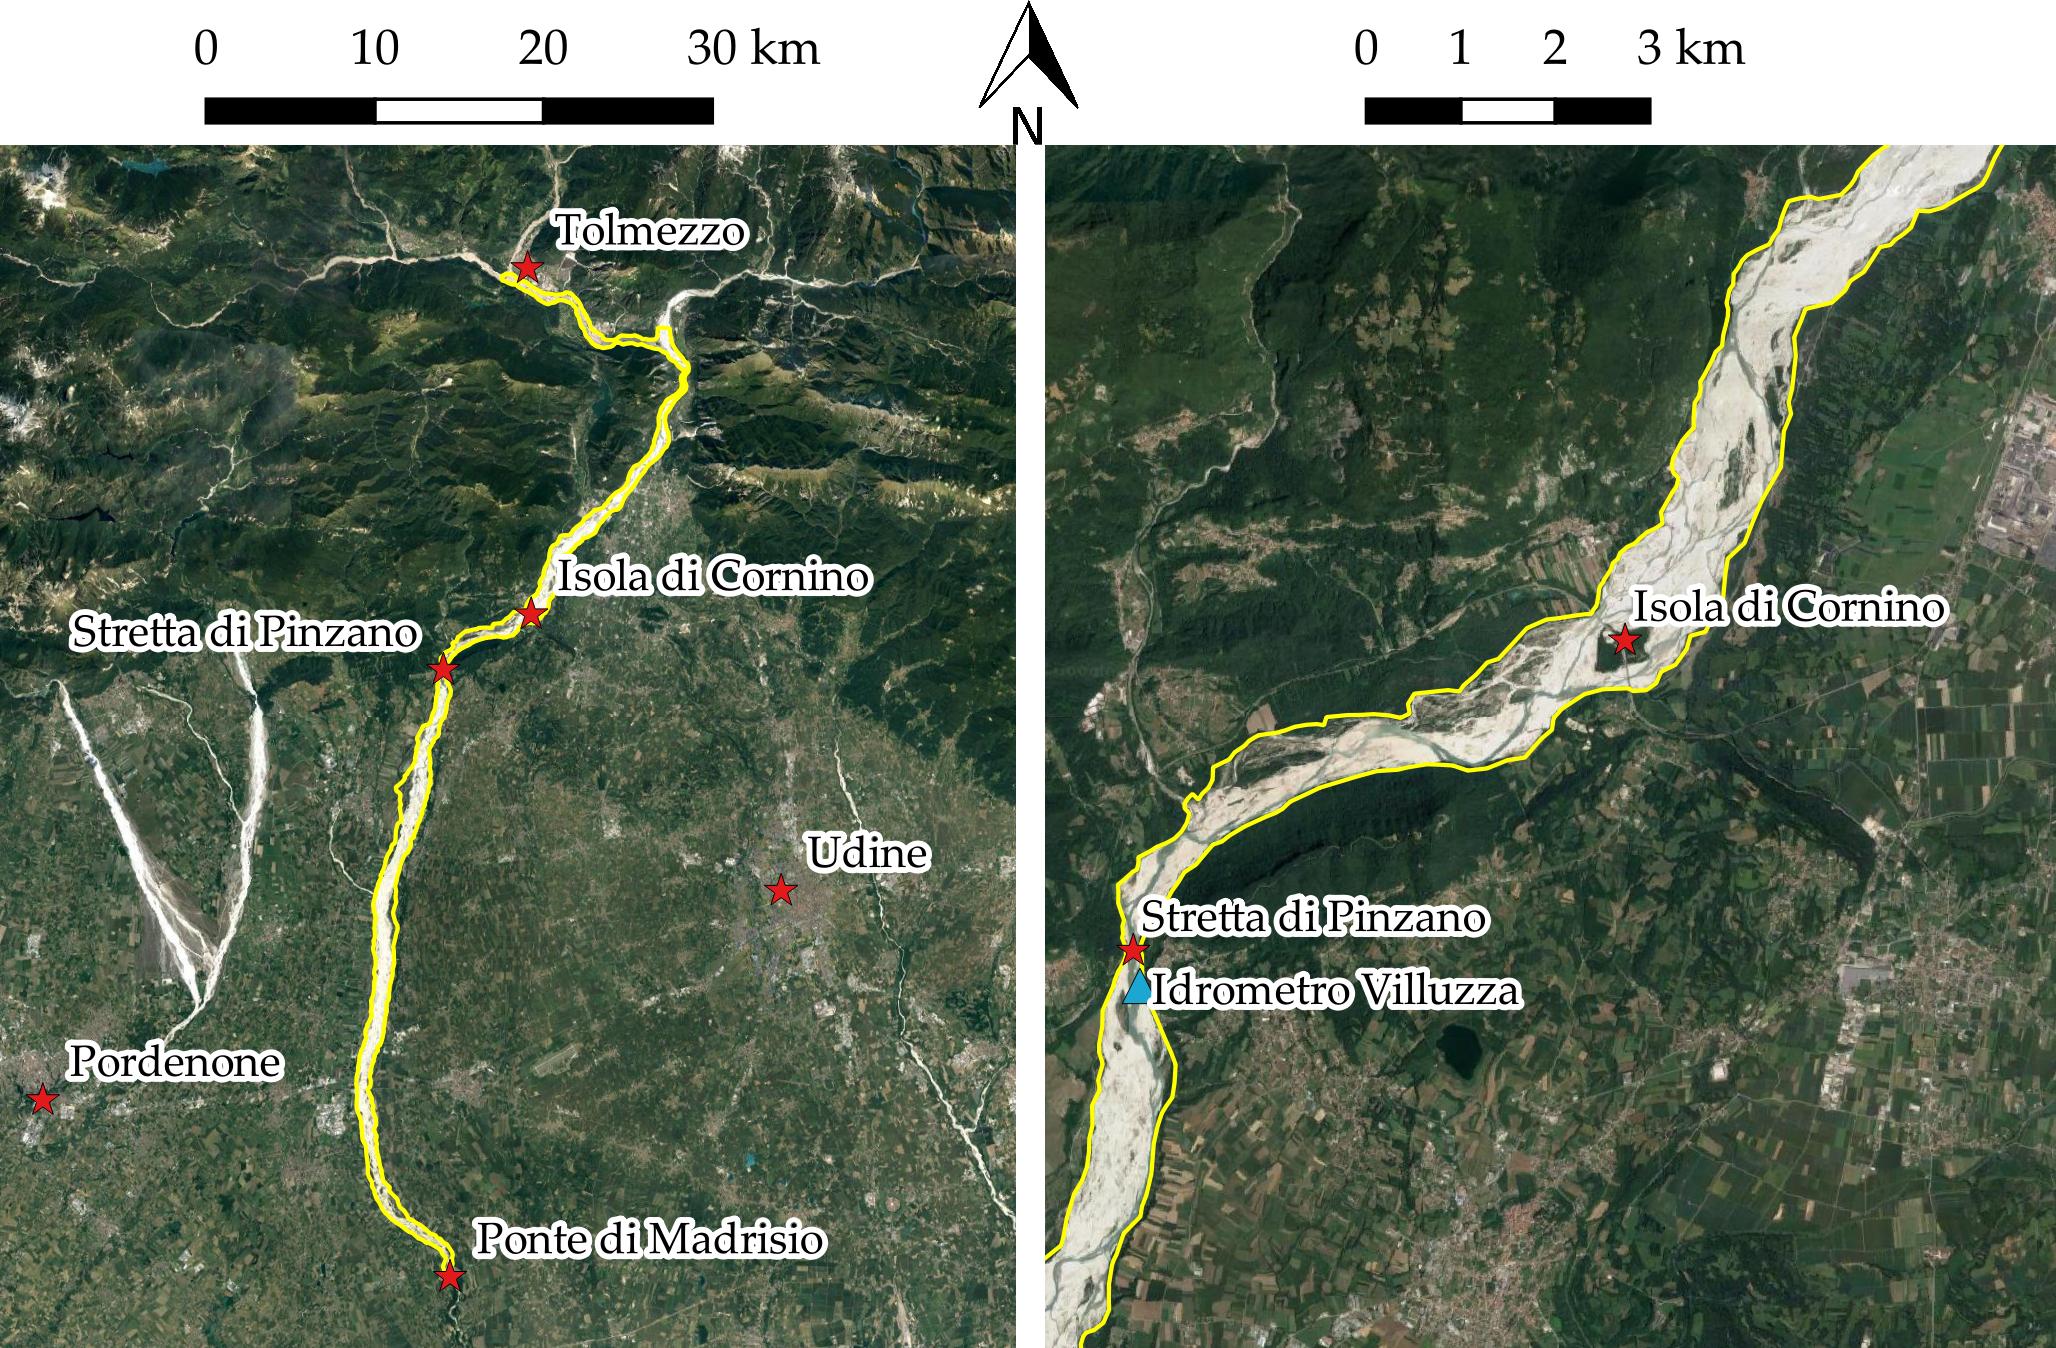 0 10 20 30 km
0 1 2 3 km
N
Tolmezzo
Isola di Cornino
Stretta di Pinzano
Udine
Pordenone
Ponte di Madrisio
Isola di Cornino
Stretta di Pinzano
Idrometro Villuzza